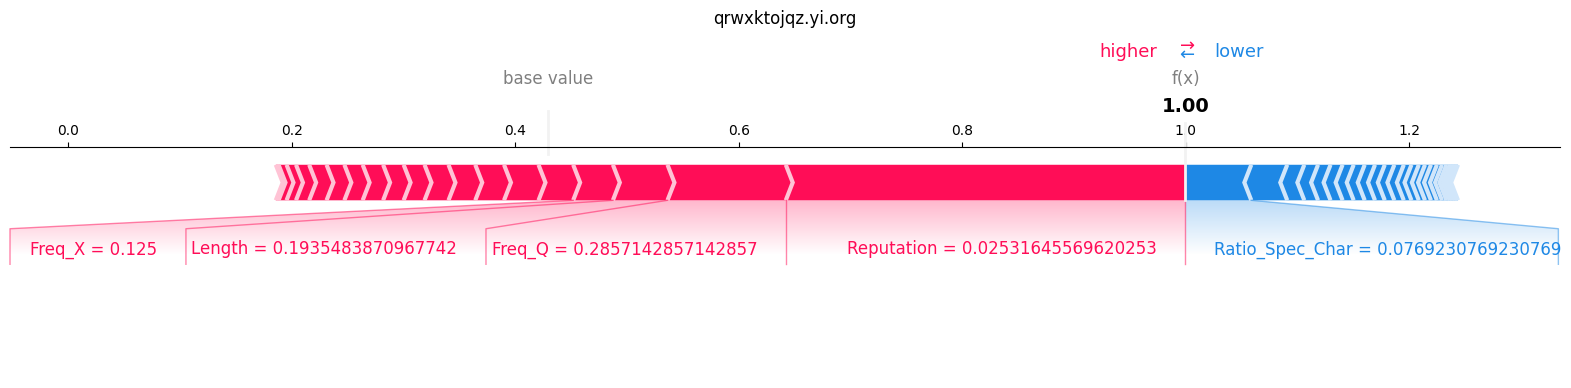 qrwxktojqz.yi.org
higher ⇄ lower
base value f(x)
1.00
0.0 0.2 0.4 0.6 0.8 1.0 1.2
Freq_X = 0.125 Length = 0.1935483870967742 Freq_Q = 0.2857142857142857 Reputation = 0.02531645569620253 Ratio_Spec_Char = 0.0769230769230769